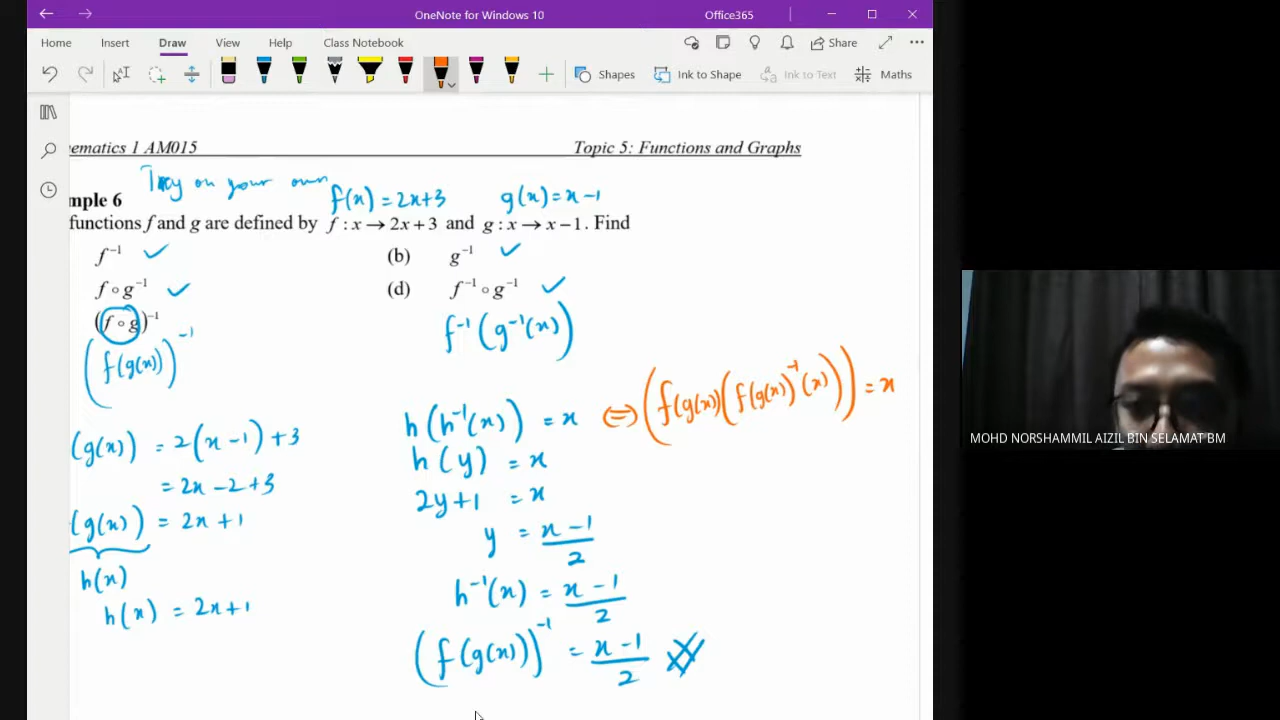 OneNote for Windows 10
Office365
Home Insert Draw View Help Class Notebook
Share
Shapes
Ink to Shape
Ink to Text
Maths
ematics 1 AM015
Topic 5: Functions and Graphs
Try on your own
f(x) = 2x+3 g(x) = x-1
mple 6
functions f and g are defined by f : x → 2x + 3 and g : x → x − 1. Find
f⁻¹ ✓
(b) g⁻¹ ✓
f ∘ g⁻¹ ✓
(d) f⁻¹ ∘ g⁻¹ ✓
(f ∘ g)⁻¹
f⁻¹(g⁻¹(x))
(f(g(x)))⁻¹
(g(x)) = 2(x-1)+3
= 2x-2+3
(g(x)) = 2x+1
h(x)
h(x) = 2x+1
h(h⁻¹(x)) = x ⇔ (f(g(x)(f(g(x)⁻¹(x))) = x
h(y) = x
2y+1 = x
y = x-1
2
h⁻¹(x) = x-1
2
(f(g(x)))⁻¹ = x-1
2
MOHD NORSHAMMIL AIZIL BIN SELAMAT BM